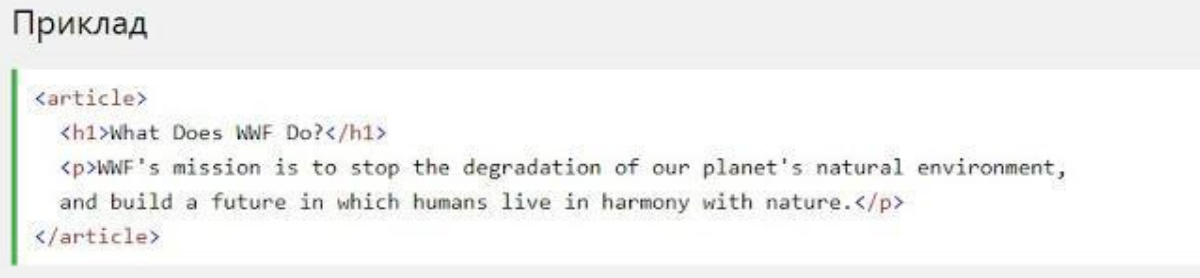 Приклад
<article>
<h1>What Does WWF Do?</h1>
<p>WWF's mission is to stop the degradation of our planet's natural environment,
and build a future in which humans live in harmony with nature.</p>
</article>